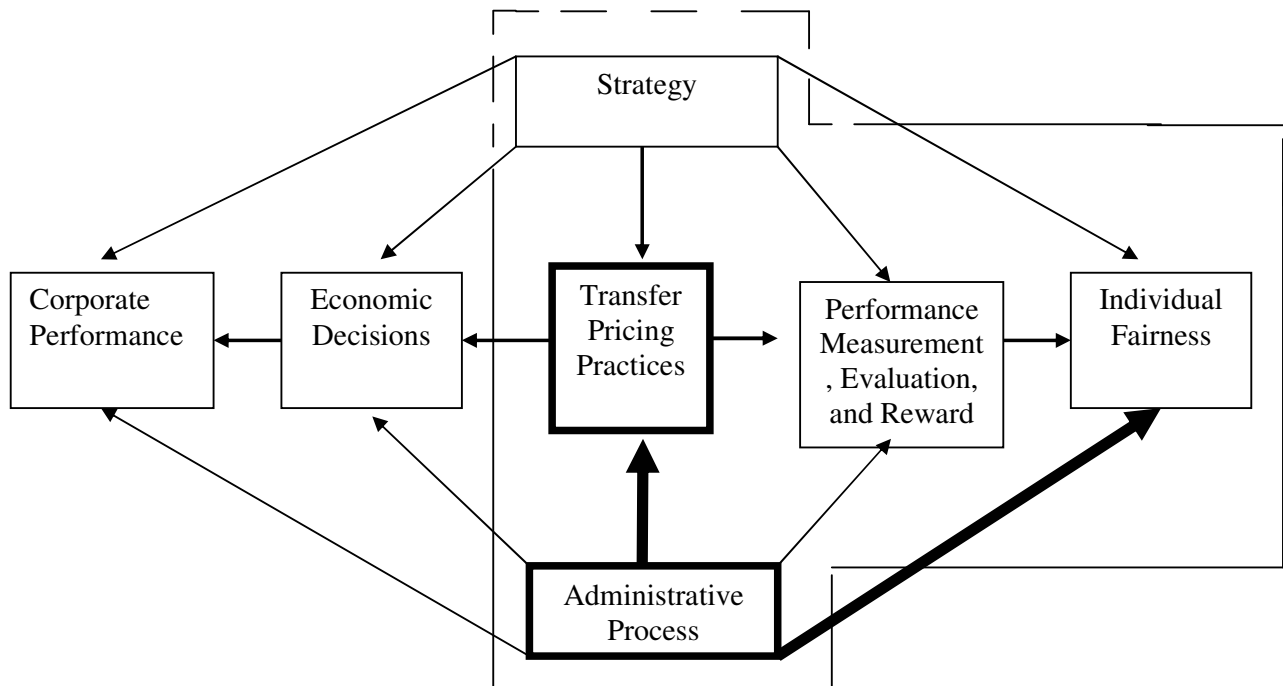 Strategy
Corporate
Performance
Economic
Decisions
Transfer
Pricing
Practices
Performance
Measurement
, Evaluation,
and Reward
Individual
Fairness
Administrative
Process